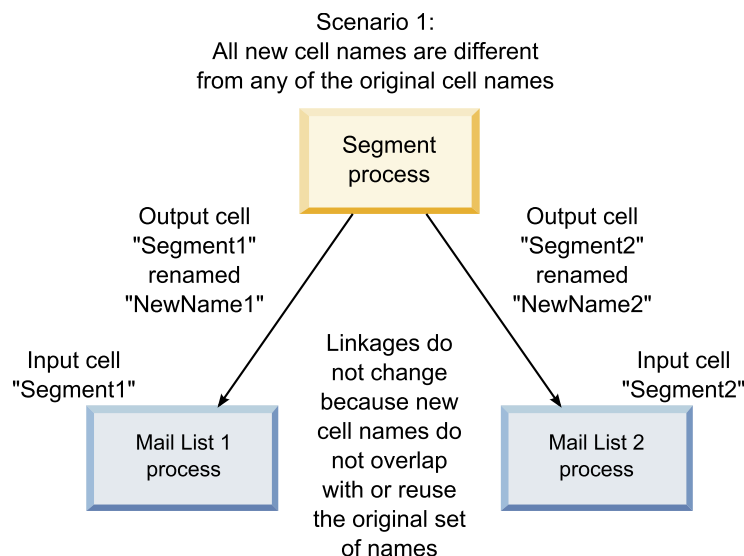 Scenario 1:
All new cell names are different
from any of the original cell names
Segment
process
Output cell
"Segment1"
renamed
"NewName1"
Output cell
"Segment2"
renamed
"NewName2"
Input cell
"Segment1"
Linkages do
not change
because new
cell names do
not overlap
with or reuse
the original set
of names
Input cell
"Segment2"
Mail List 1
process
Mail List 2
process